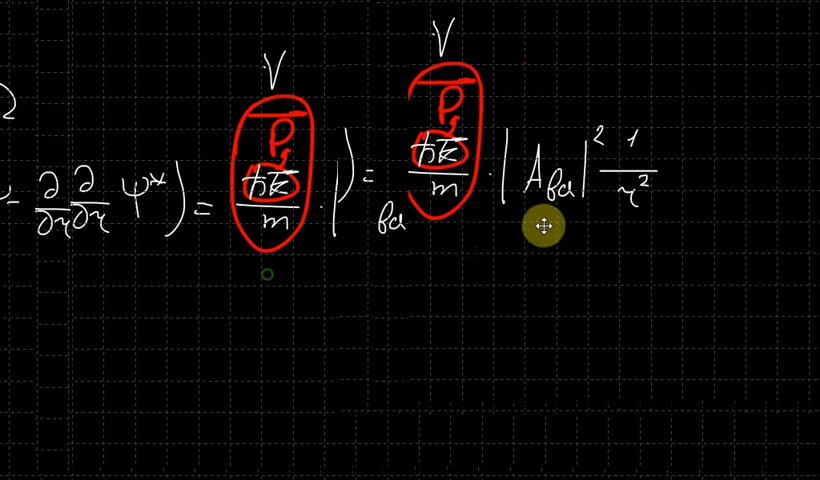 V V
P P
- ∂/∂r ∂/∂r ψ* ) = ħk/m · | ) = ħk/m · | A_ba |² 1/r²
ba